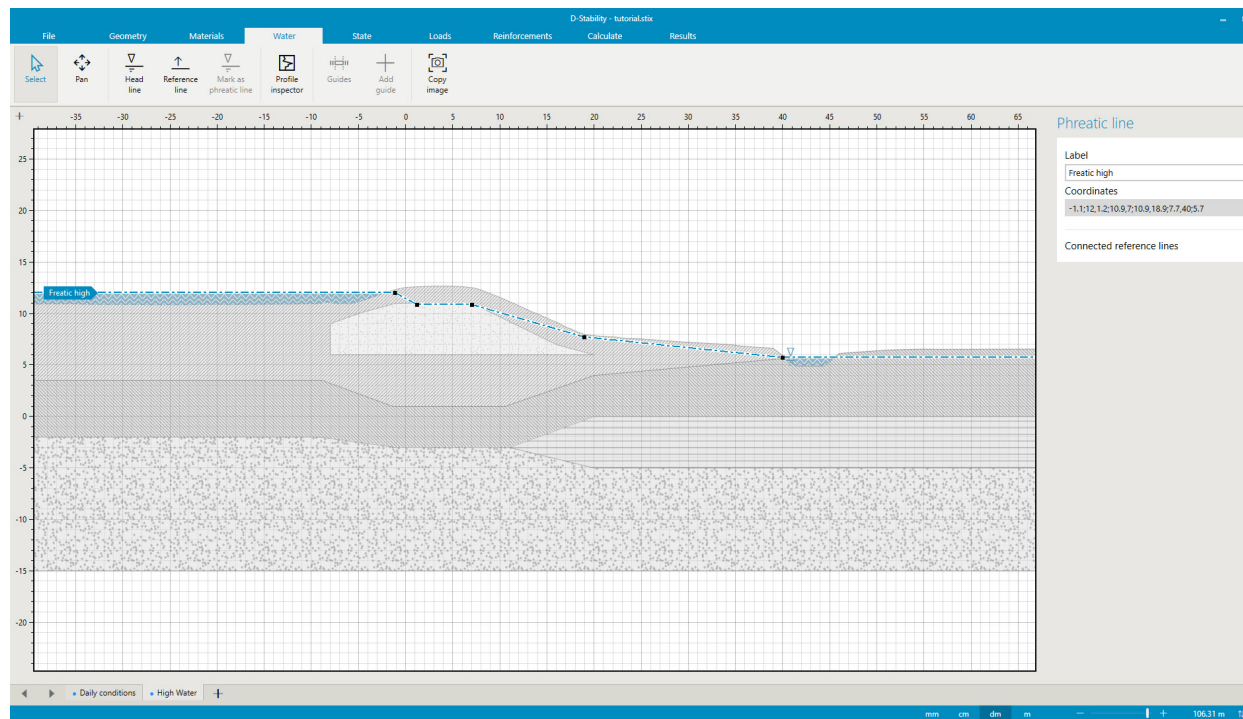 D-Stability - tutorial.stix
File Geometry Materials Water State Loads Reinforcements Calculate Results
Select Pan Head line Reference line Mark as phreatic line Profile inspector Guides Add guide Copy image
-35 -30 -25 -20 -15 -10 -5 0 5 10 15 20 25 30 35 40 45 50 55 60 65
Phreatic line
Label
Freatic high
Coordinates
-1.1;12,1.2;10.9,7;10.9,18.9;7.7,40;5.7
Connected reference lines
25
20
15
Freatic high
10
5
0
-5
-10
-15
-20
Daily conditions High Water
mm cm dm m 106.31 m